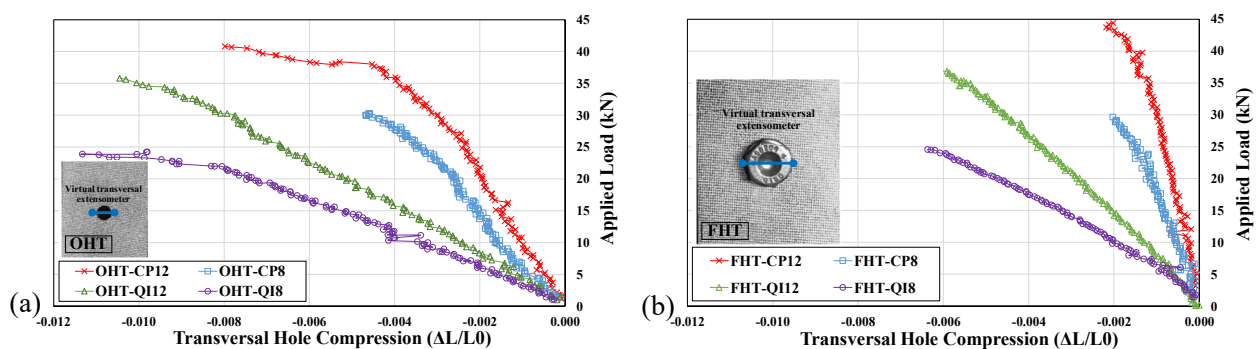 (a)
45
40
35
30
25
20
15
10
5
0
Applied Load (kN)
Virtual transversal
extensometer
OHT
OHT-CP12
OHT-CP8
OHT-QI12
OHT-QI8
-0.012
-0.010
-0.008
-0.006
-0.004
-0.002
0.000
Transversal Hole Compression (ΔL/L0)
(b)
45
40
35
30
25
20
15
10
5
0
Applied Load (kN)
Virtual transversal
extensometer
FHT
FHT-CP12
FHT-CP8
FHT-QI12
FHT-QI8
-0.012
-0.010
-0.008
-0.006
-0.004
-0.002
0.000
Transversal Hole Compression (ΔL/L0)